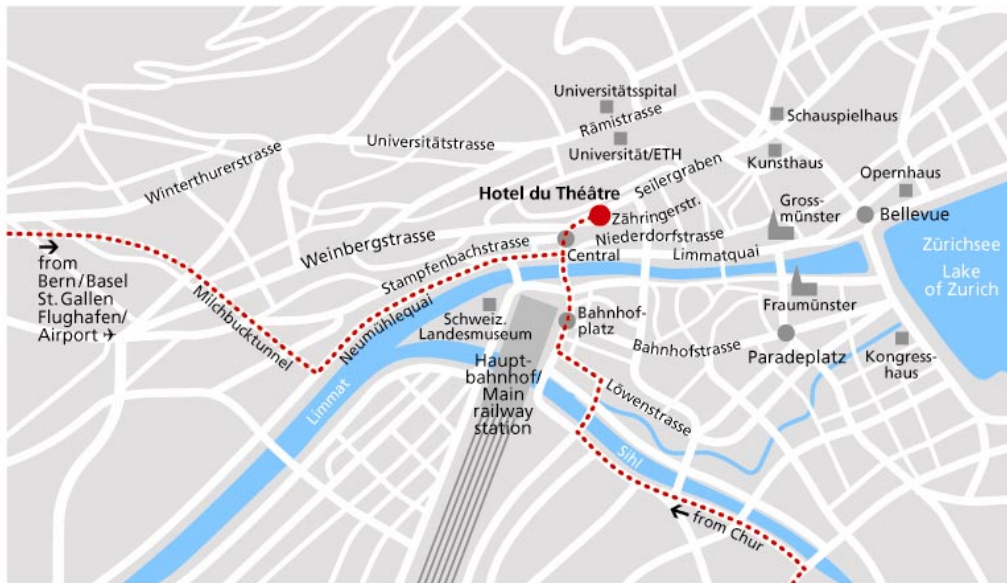 Universitätsspital
Rämistrasse
Schauspielhaus
Universitätstrasse
Universität/ETH
Kunsthaus
Winterthurerstrasse
Seilergraben
Opernhaus
Hotel du Théâtre
Zähringerstr.
Gross-
münster
Bellevue
Weinbergstrasse
Niederdorfstrasse
Central
Limmatquai
Stampfenbachstrasse
Zürichsee
Lake
of Zurich
from
Bern/Basel
St. Gallen
Flughafen/
Airport ✈
Milchbucktunnel
Neumühlequai
Limmat
Schweiz.
Landesmuseum
Bahnhof-
platz
Fraumünster
Bahnhofstrasse
Paradeplatz
Kongress-
haus
Haupt-
bahnhof/
Main
railway
station
Löwenstrasse
Sihl
from Chur